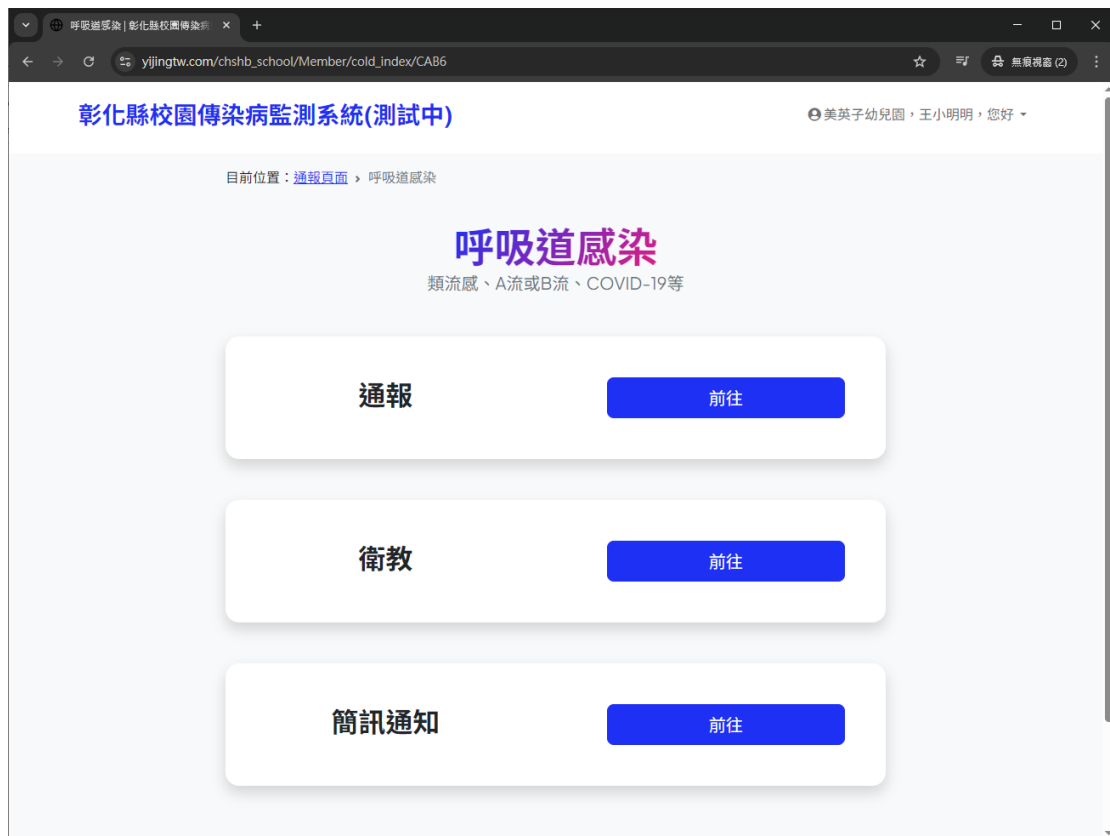 呼吸道感染 | 彰化縣校園傳染病
yijingtw.com/chshb_school/Member/cold_index/CAB6
無痕視窗 (2)
彰化縣校園傳染病監測系統(測試中)
美英子幼兒園，王小明明，您好
目前位置：通報頁面 › 呼吸道感染
呼吸道感染
類流感、A流或B流、COVID-19等
通報
前往
衛教
前往
簡訊通知
前往